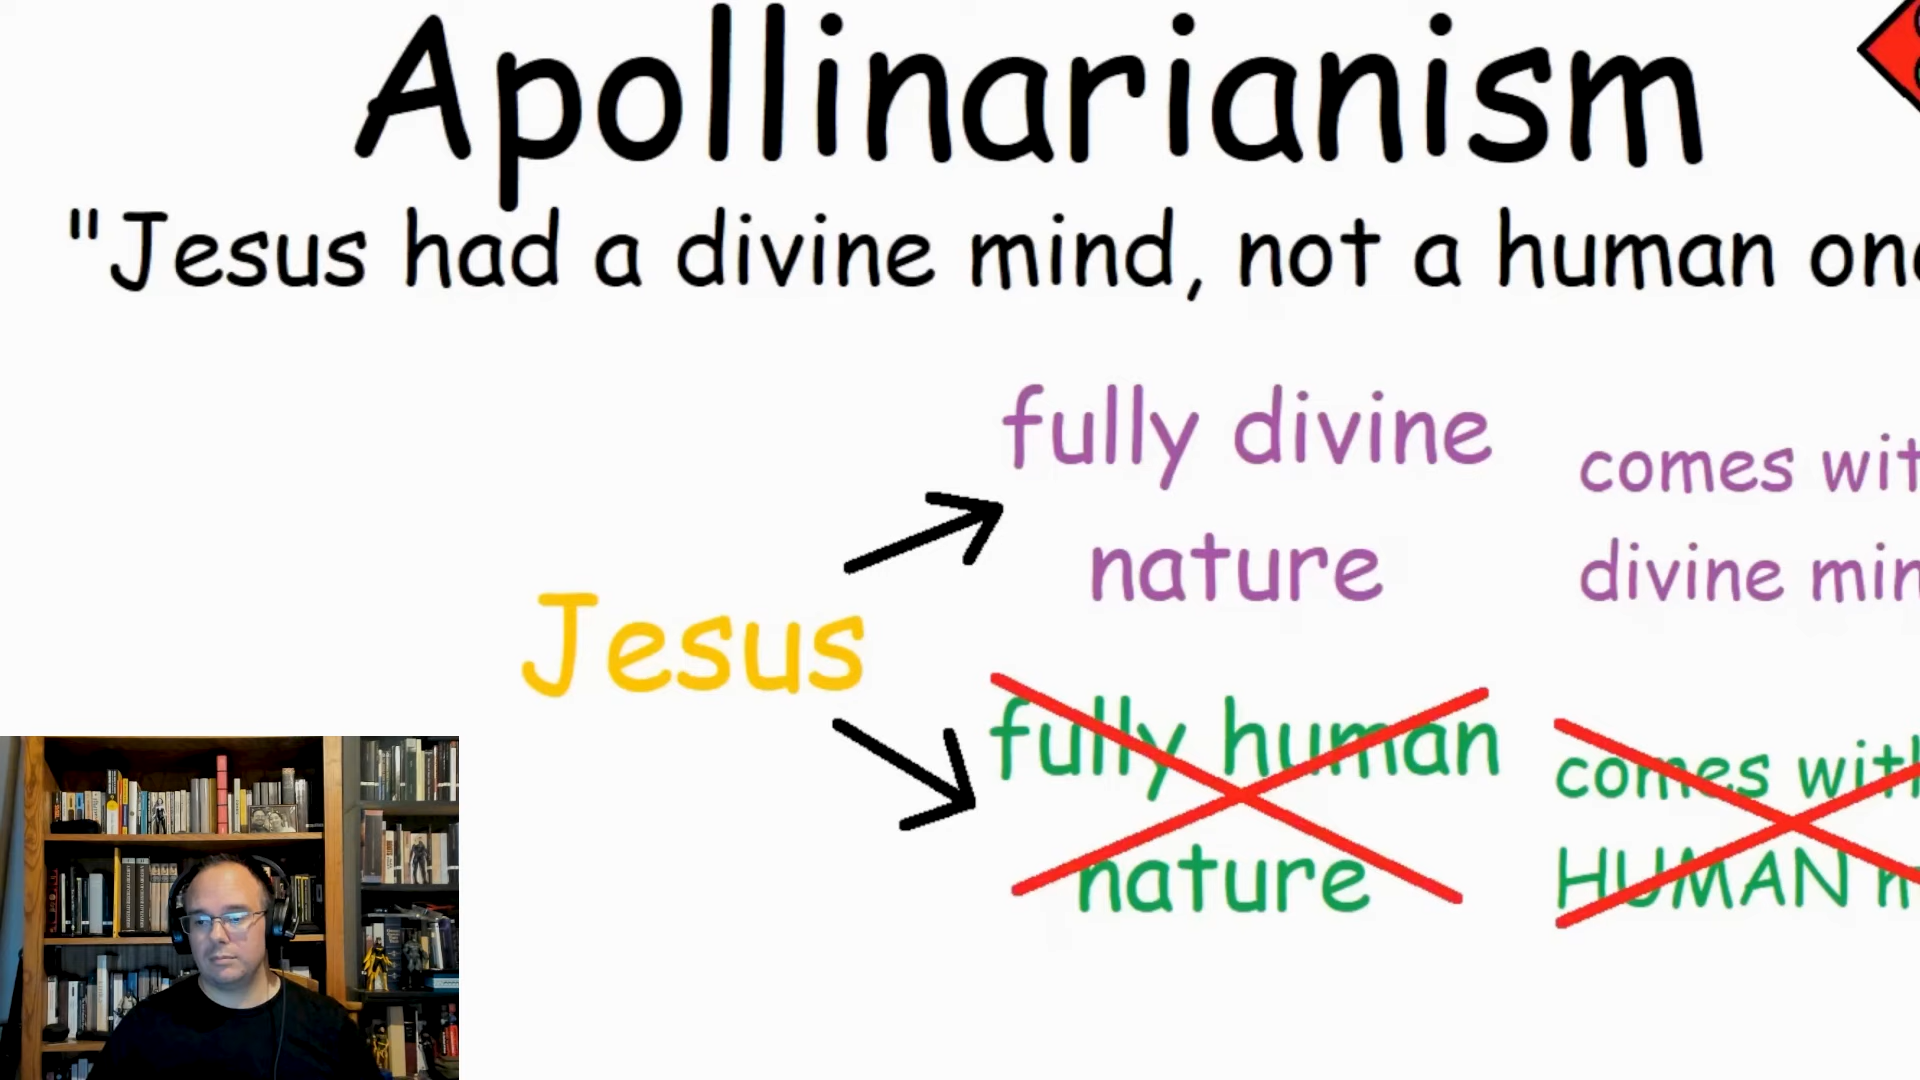 Apollinarianism
"Jesus had a divine mind, not a human
fully divine
nature
comes
divine
Jesus
fully human
nature
comes
HUMAN